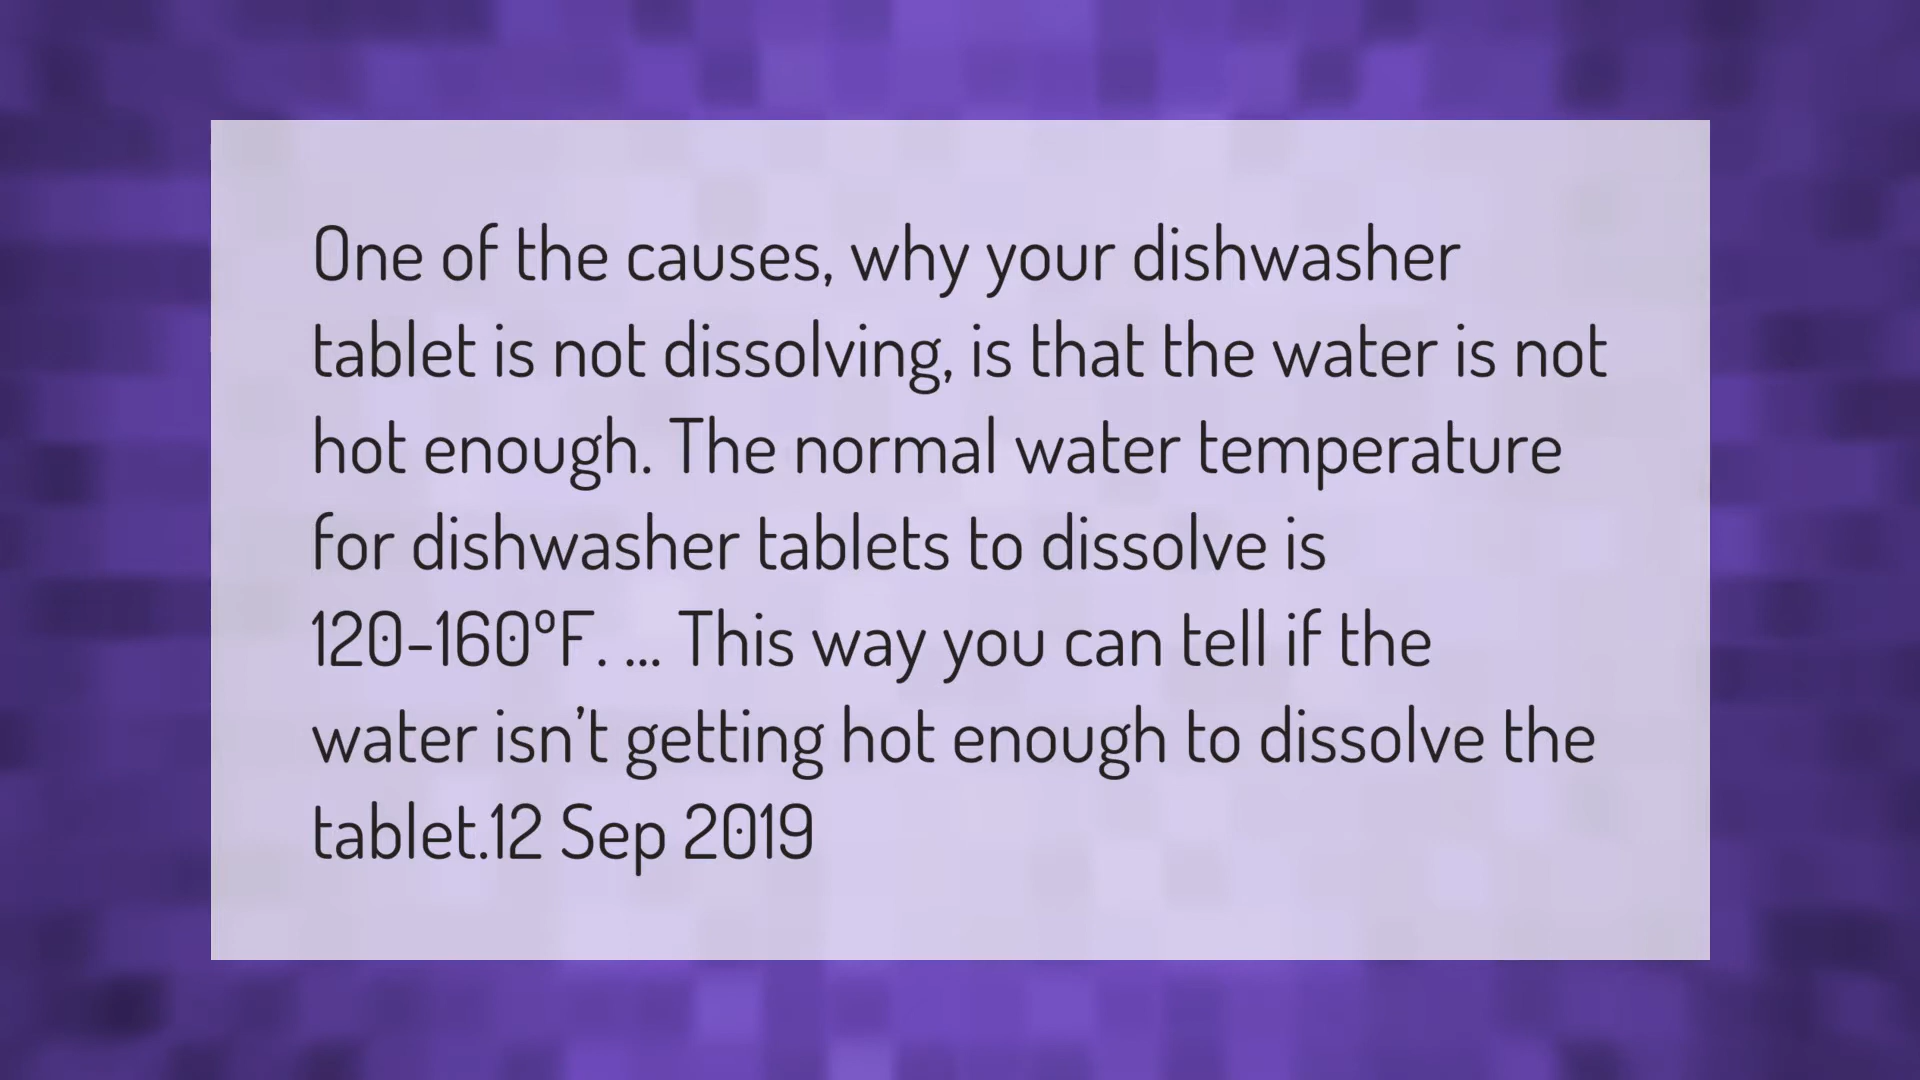 One of the causes, why your dishwasher
tablet is not dissolving, is that the water is not
hot enough. The normal water temperature
for dishwasher tablets to dissolve is
120-160ºF. ... This way you can tell if the
water isn’t getting hot enough to dissolve the
tablet.12 Sep 2019